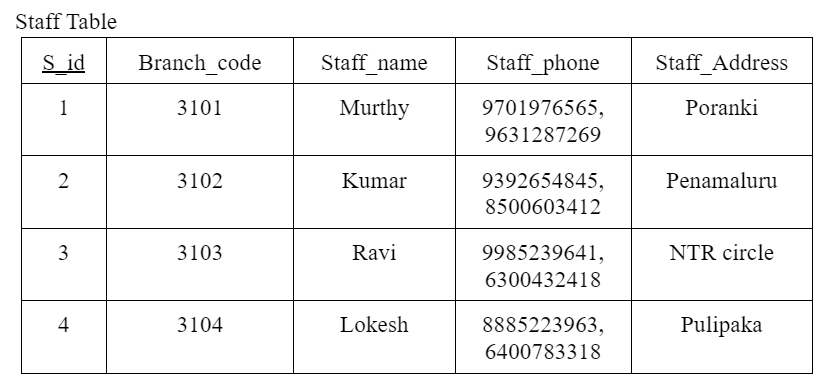 Staff Table
S_id Branch_code Staff_name Staff_phone Staff_Address
1 3101 Murthy 9701976565, Poranki
9631287269
2 3102 Kumar 9392654845, Penamaluru
8500603412
3 3103 Ravi 9985239641, NTR circle
6300432418
4 3104 Lokesh 8885223963, Pulipaka
6400783318